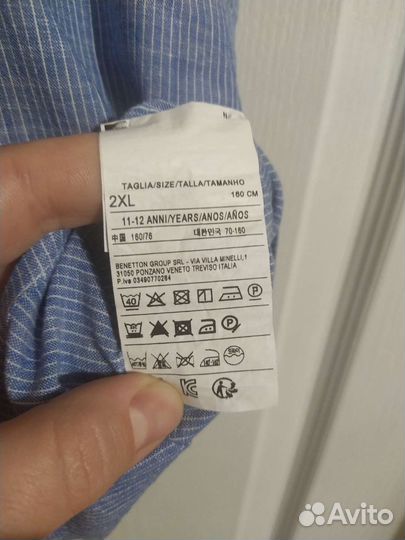 TAGLIA/SIZE/TALLA/TAMANHO
2XL 160 CM
11-12 ANNI/YEARS/ANOS/AÑOS
中国 160/76 대한민국 70-160
BENETTON GROUP SRL - VIA VILLA MINELLI,1
31050 PONZANO VENETO TREVISO ITALIA
P.iva 03490770264
40 P
Avito